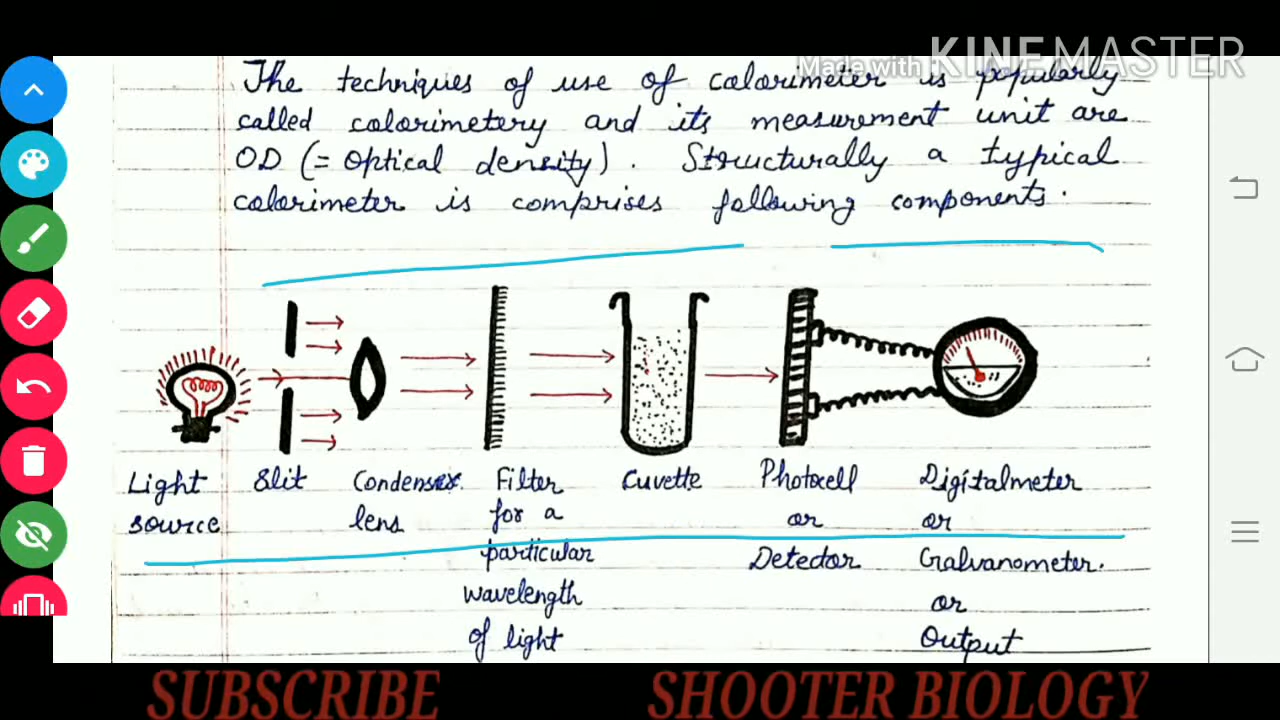 Made with KINEMASTER
The techniques of use of calorimeter is popularly
called calorimetery and its measurement unit are
OD (= Optical density). Structurally a typical
calorimeter is comprises following components.
Light source
Slit
Condenser lens
Filter for a particular wavelength of light
Cuvette
Photocell or Detector
Digitalmeter or Galvanometer. or Output
SUBSCRIBE SHOOTER BIOLOGY